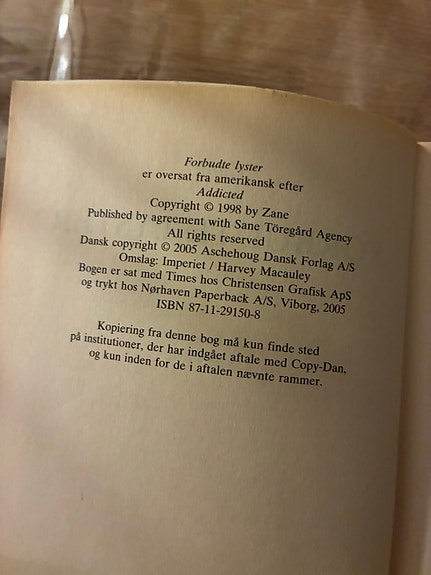 Forbudte lyster
er oversat fra amerikansk efter
Addicted
Copyright © 1998 by Zane
Published by agreement with Sane Töregård Agency
All rights reserved
Dansk copyright © 2005 Aschehoug Dansk Forlag A/S
Omslag: Imperiet / Harvey Macauley
Bogen er sat med Times hos Christensen Grafisk ApS
og trykt hos Nørhaven Paperback A/S, Viborg, 2005
ISBN 87-11-29150-8
Kopiering fra denne bog må kun finde sted
på institutioner, der har indgået aftale med Copy-Dan,
og kun inden for de i aftalen nævnte rammer.